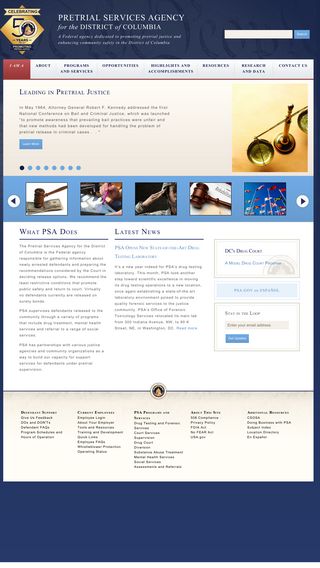 CELEBRATING
50
YEARS
PRETRIAL SERVICES AGENCY
for the DISTRICT of COLUMBIA
A Federal agency dedicated to promoting pretrial justice and
enhancing community safety in the District of Columbia
Search
I AM A
ABOUT
PROGRAMS
AND SERVICES
OPPORTUNITIES
HIGHLIGHTS AND
ACCOMPLISHMENTS
RESOURCES
RESEARCH
AND DATA
CONTACT US
LEADING IN PRETRIAL JUSTICE
In May 1964, Attorney General Robert F. Kennedy addressed the first
National Conference on Bail and Criminal Justice, which was launched
"to promote awareness that prevailing bail practices were unfair and
that new methods had been developed for handling the problem of
pretrial release in criminal cases . . ."
Learn More
WHAT PSA DOES
The Pretrial Services Agency for the District
of Columbia is the Federal agency
responsible for gathering information about
newly arrested defendants and preparing the
recommendations considered by the Court in
deciding release options. We recommend the
least restrictive conditions that promote
public safety and return to court. Virtually
no defendants currently are released on
surety bonds.
PSA supervises defendants released to the
community through a variety of programs
that include drug treatment, mental health
services and referral to a range of social
services.
PSA has partnerships with various justice
agencies and community organizations as a
way to build our capacity for support
services for defendants under pretrial
supervision.
LATEST NEWS
PSA OPENS NEW STATE-OF-THE-ART DRUG
TESTING LABORATORY
It's a new year indeed for PSA's drug testing
laboratory. This month, PSA took another
step toward scientific excellence in moving
its drug testing operations to a new location,
once again establishing a state-of-the art
laboratory environment poised to provide
quality forensic services to the justice
community. PSA's Office of Forensic
Toxicology Services relocated its new lab
from 300 Indiana Avenue, NW, to 90 K
Street, NE, in Washington, DC. Read more
DC'S DRUG COURT
A MODEL DRUG COURT PROGRAM
PSA.GOV en ESPAÑOL
STAY IN THE LOOP
Enter your email address
Get Updates
DEFENDANT SUPPORT
Give Us Feedback
DOs and DON'Ts
Defendant FAQs
Program Schedules and
Hours of Operation
CURRENT EMPLOYEES
Employee Login
About Your Employer
Tools and Resources
Training and Development
Quick Links
Employee FAQs
Whistleblower Protection
Operating Status
PSA PROGRAMS AND
SERVICES
Drug Testing and Forensic
Services
Court Services
Supervision
Drug Court
Diversion
Substance Abuse Treatment
Mental Health Services
Social Services
Assessments and Referrals
ABOUT THIS SITE
508 Compliance
Privacy Policy
FOIA Act
No FEAR Act
USA.gov
ADDITIONAL RESOURCES
CSOSA
Doing Business with PSA
Subject Index
Location Directions
En Español